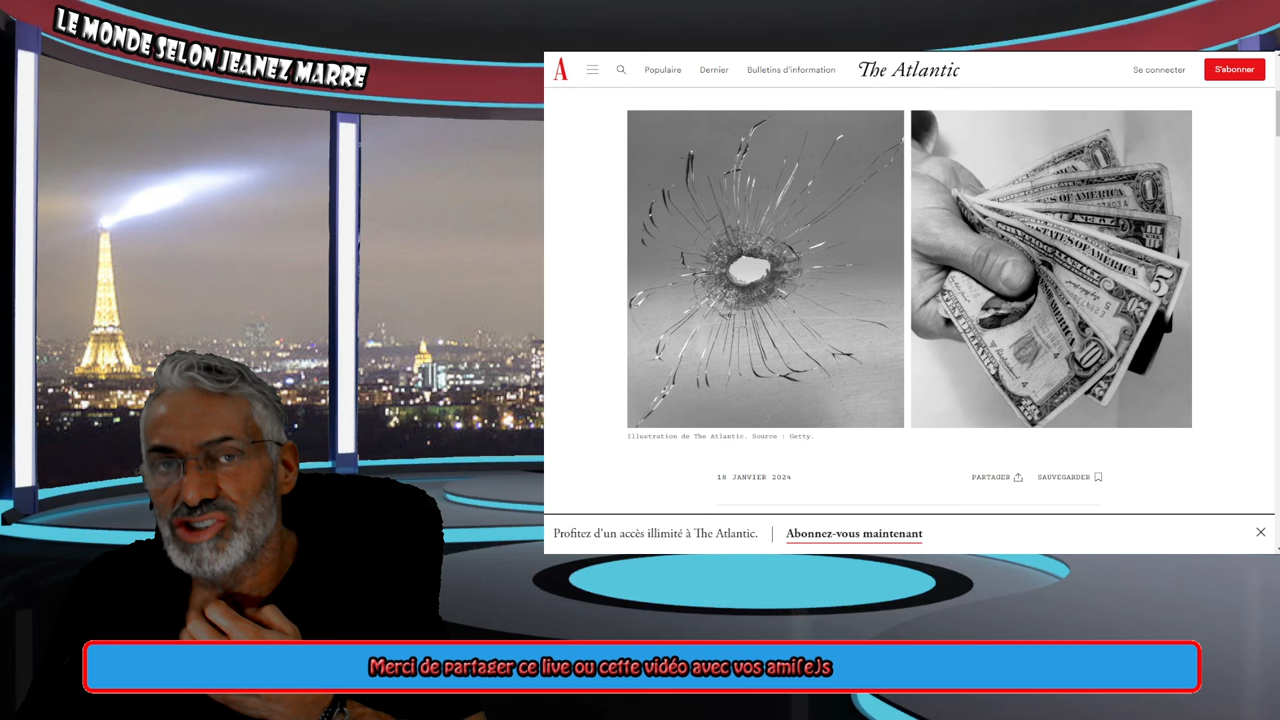 LE MONDE SELON JEANEZ MARRE
A
Populaire
Dernier
Bulletins d'information
The Atlantic
Se connecter
S'abonner
Illustration de The Atlantic. Source : Getty.
18 JANVIER 2024
PARTAGER
SAUVEGARDER
Profitez d'un accès illimité à The Atlantic.
Abonnez-vous maintenant
Merci de partager ce live ou cette vidéo avec vos ami(e)s